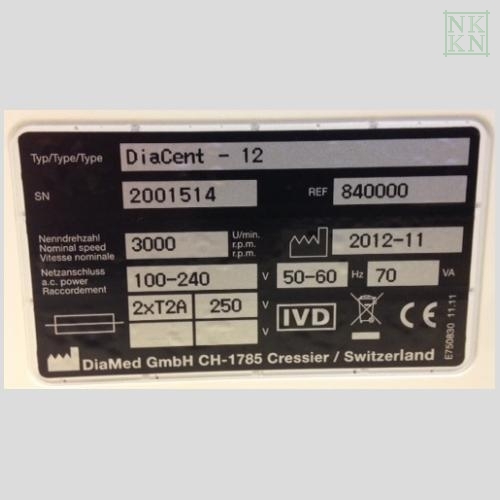 NK
KN
Typ/Type/Type DiaCent - 12
SN 2001514 REF 840000
Nenndrehzahl
Nominal speed
Vitesse nominale
3000 U/min.
r.p.m.
r.p.m.
2012-11
Netzanschluss
a.c. power
Raccordement
100-240 V 50-60 Hz 70 VA
2xT2A 250 V
V
IVD CE
DiaMed GmbH CH-1785 Cressier / Switzerland
E750830 11.11